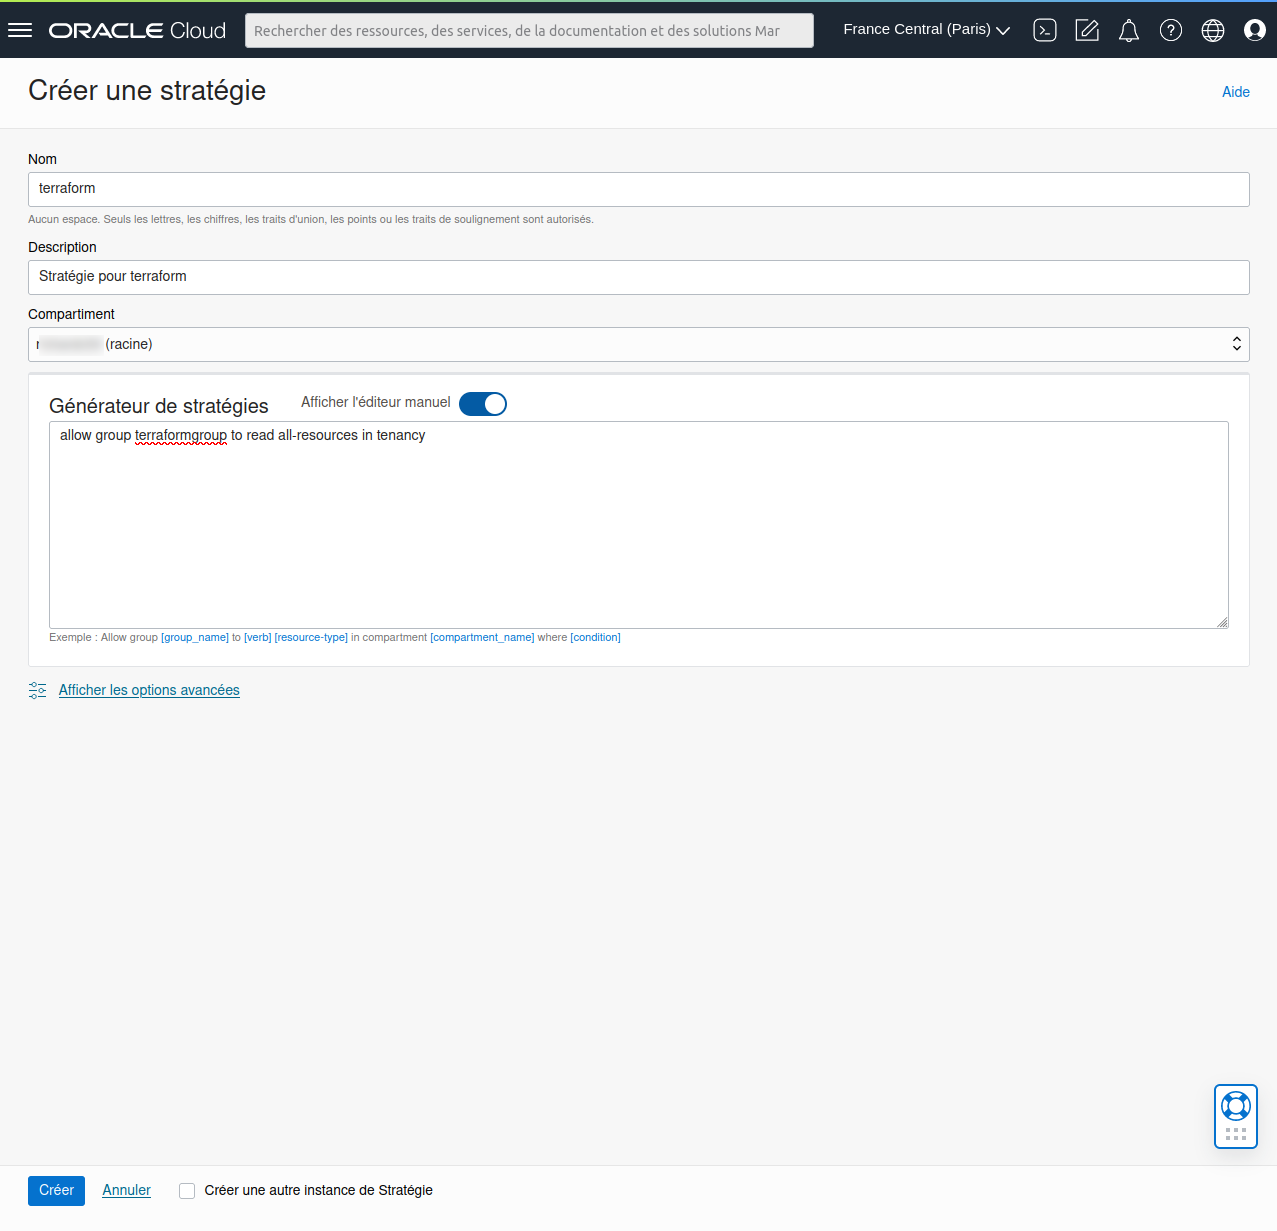 ORACLE Cloud
Rechercher des ressources, des services, de la documentation et des solutions Mar
France Central (Paris)
Créer une stratégie
Aide
Nom
terraform
Aucun espace. Seuls les lettres, les chiffres, les traits d'union, les points ou les traits de soulignement sont autorisés.
Description
Stratégie pour terraform
Compartiment
(racine)
Générateur de stratégies
Afficher l'éditeur manuel
allow group terraformgroup to read all-resources in tenancy
Exemple : Allow group [group_name] to [verb] [resource-type] in compartment [compartment_name] where [condition]
Afficher les options avancées
Créer
Annuler
Créer une autre instance de Stratégie